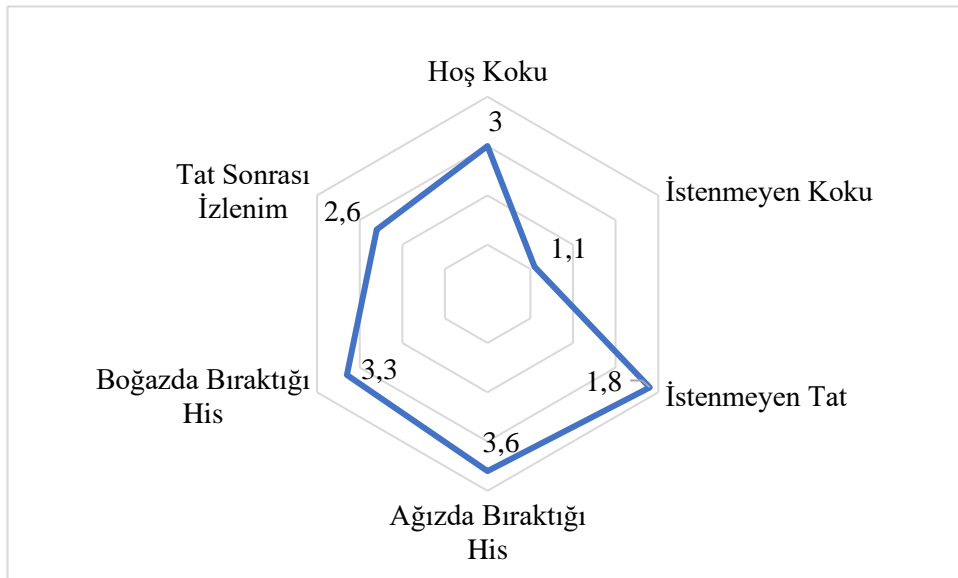 Hoş Koku
3
Tat Sonrası
İzlenim
2,6
İstenmeyen Koku
1,1
Boğazda Bıraktığı
His
3,3
1,8
İstenmeyen Tat
3,6
Ağızda Bıraktığı
His